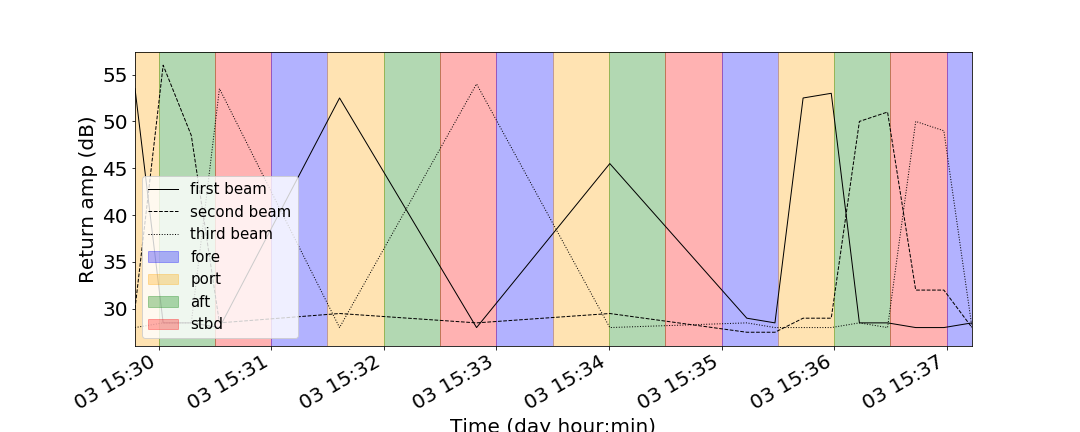 Return amp (dB)
55
50
45
40
35
30
first beam
second beam
third beam
fore
port
aft
stbd
03 15:30
03 15:31
03 15:32
03 15:33
03 15:34
03 15:35
03 15:36
03 15:37
Time (day hour:min)